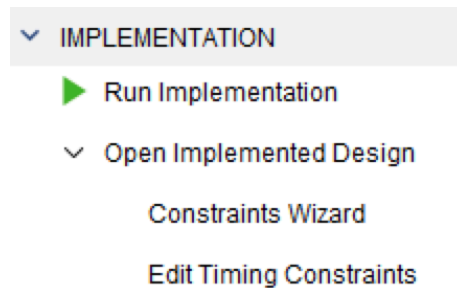 IMPLEMENTATION
Run Implementation
Open Implemented Design
Constraints Wizard
Edit Timing Constraints